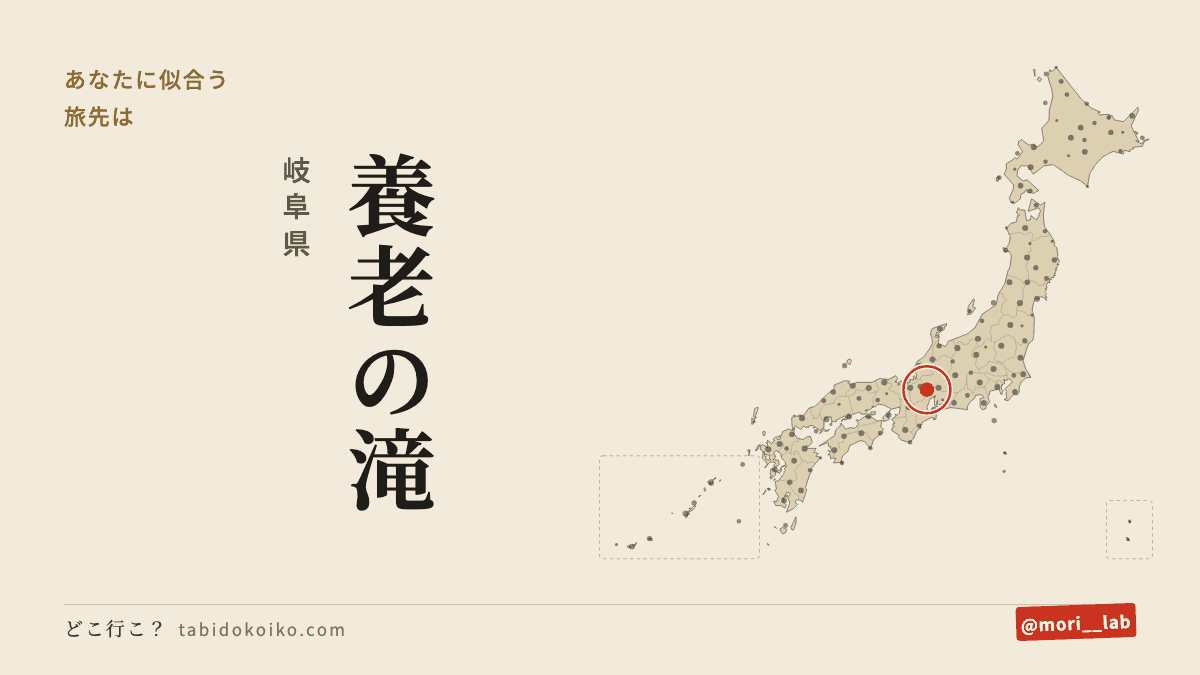 あなたに似合う
旅先は
養老の滝
岐阜県
どこ行こ？ tabidokoiko.com
@mori__lab